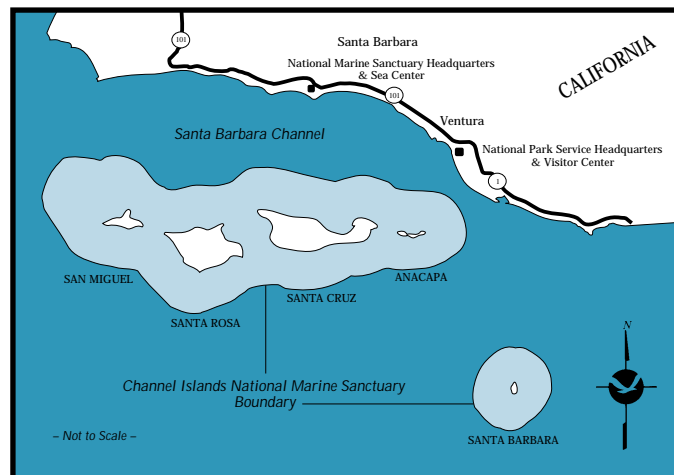 101
Santa Barbara
National Marine Sanctuary Headquarters
& Sea Center
CALIFORNIA
101
Ventura
Santa Barbara Channel
National Park Service Headquarters
& Visitor Center
1
SAN MIGUEL
ANACAPA
SANTA CRUZ
SANTA ROSA
N
Channel Islands National Marine Sanctuary
Boundary
– Not to Scale –
SANTA BARBARA